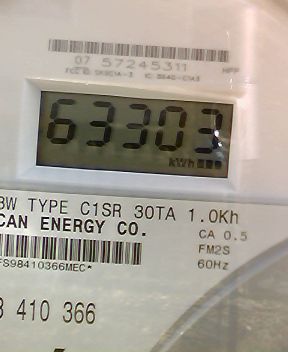 07 57245311
63303
kWh
3W TYPE C1SR 30TA 1.0Kh
CAN ENERGY CO.
CA 0.5
FM2S
FS98410366MEC*
60Hz
410 366